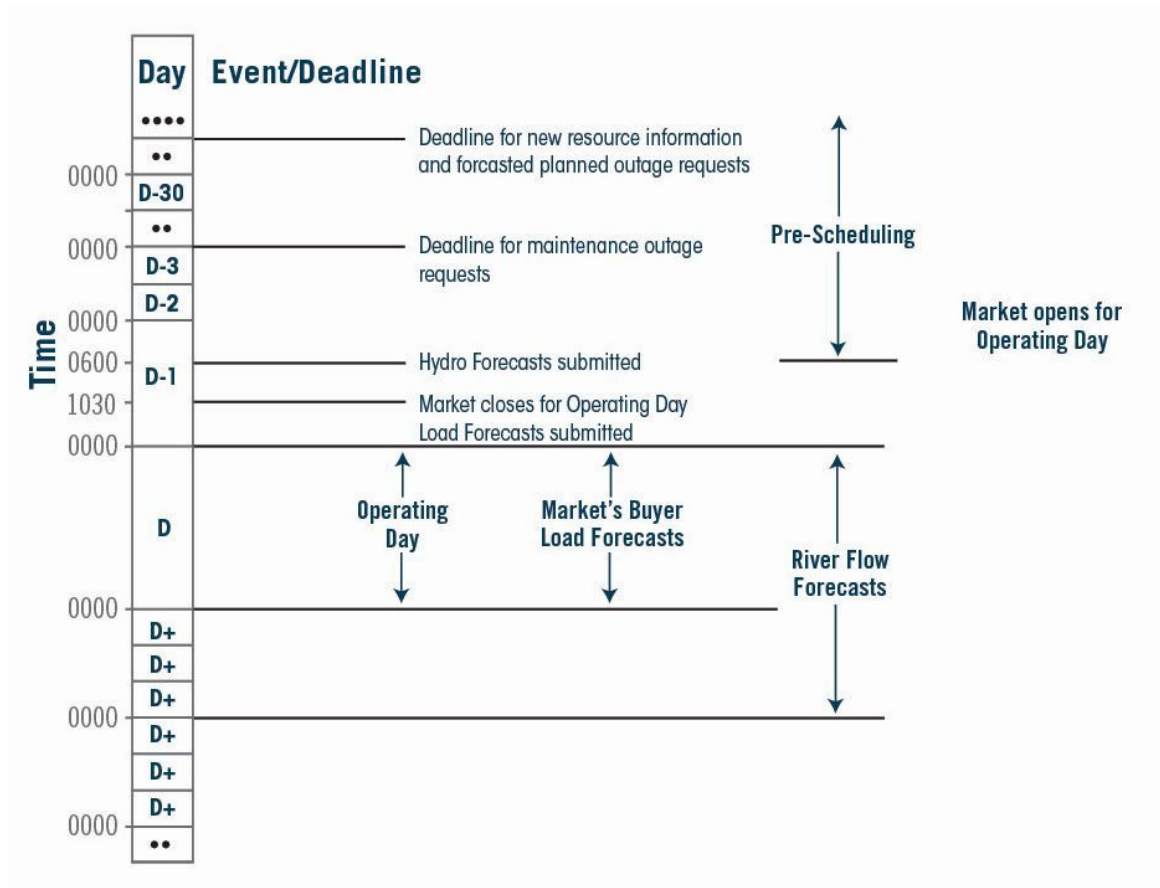 Day Event/Deadline
••••
Deadline for new resource information
and forcasted planned outage requests
••
0000
D-30
••
0000
Deadline for maintenance outage
requests
D-3
Pre-Scheduling
D-2
0000
Market opens for
Operating Day
Time
0600
Hydro Forecasts submitted
D-1
1030
Market closes for Operating Day
Load Forecasts submitted
0000
D
Operating
Day
Market's Buyer
Load Forecasts
River Flow
Forecasts
0000
D+
D+
D+
0000
D+
D+
D+
0000
••